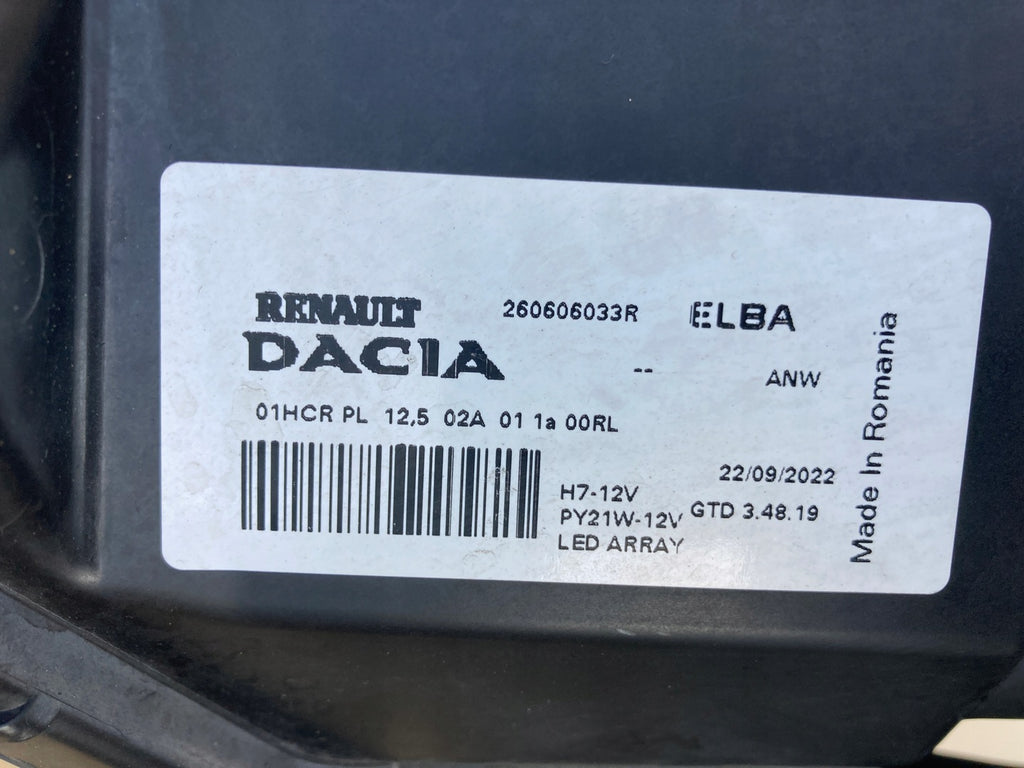 RENAULT
DACIA
260606033R
ELBA
--
ANW
01HCR PL 12,5 02A 01 1a 00RL
22/09/2022
H7-12V
PY21W-12V
GTD 3.48.19
LED ARRAY
Made In Romania